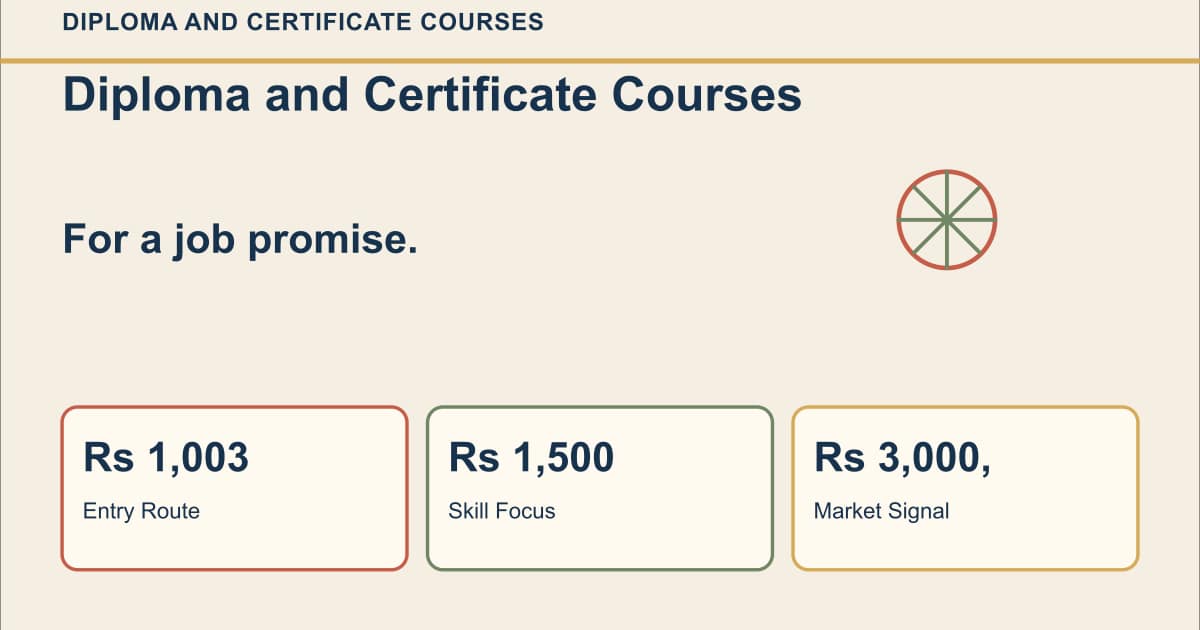 DIPLOMA AND CERTIFICATE COURSES
Diploma and Certificate Courses
For a job promise.
Rs 1,003
Entry Route
Rs 1,500
Skill Focus
Rs 3,000,
Market Signal